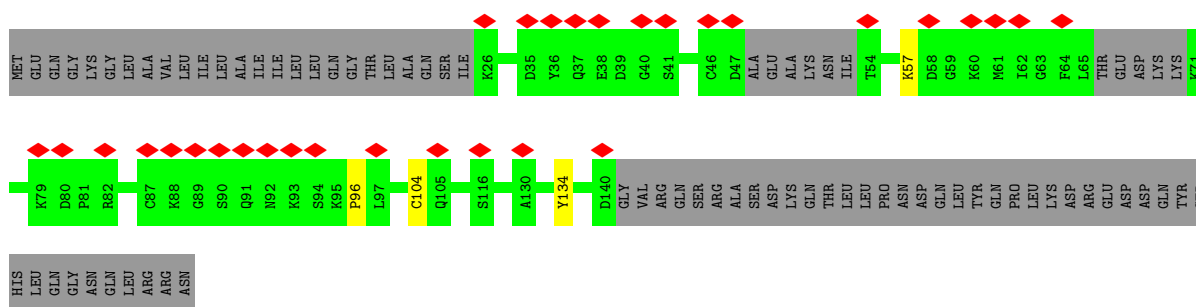 MET GLU GLN GLY LYS GLY LEU ALA VAL LEU ILE LEU ALA ILE ILE LEU LEU GLN GLY THR LEU ALA GLN SER ILE K26 D35 Y36 Q37 E38 D39 G40 S41 C46 D47 ALA GLU ALA LYS ASN ILE T54 K57 D58 G59 K60 M61 I62 G63 F64 L65 THR GLU ASP LYS LYS K71
K79 D80 P81 R82 C87 K88 G89 S90 Q91 N92 K93 S94 K95 P96 L97 C104 Q105 S116 A130 Y134 D140 GLY VAL ARG GLN SER ARG ALA SER ASP LYS GLN THR LEU LEU PRO ASN ASP GLN LEU TYR GLN PRO LEU LYS ASP ARG GLU ASP ASP GLN TYR
HIS LEU GLN GLY ASN GLN LEU ARG ARG ASN